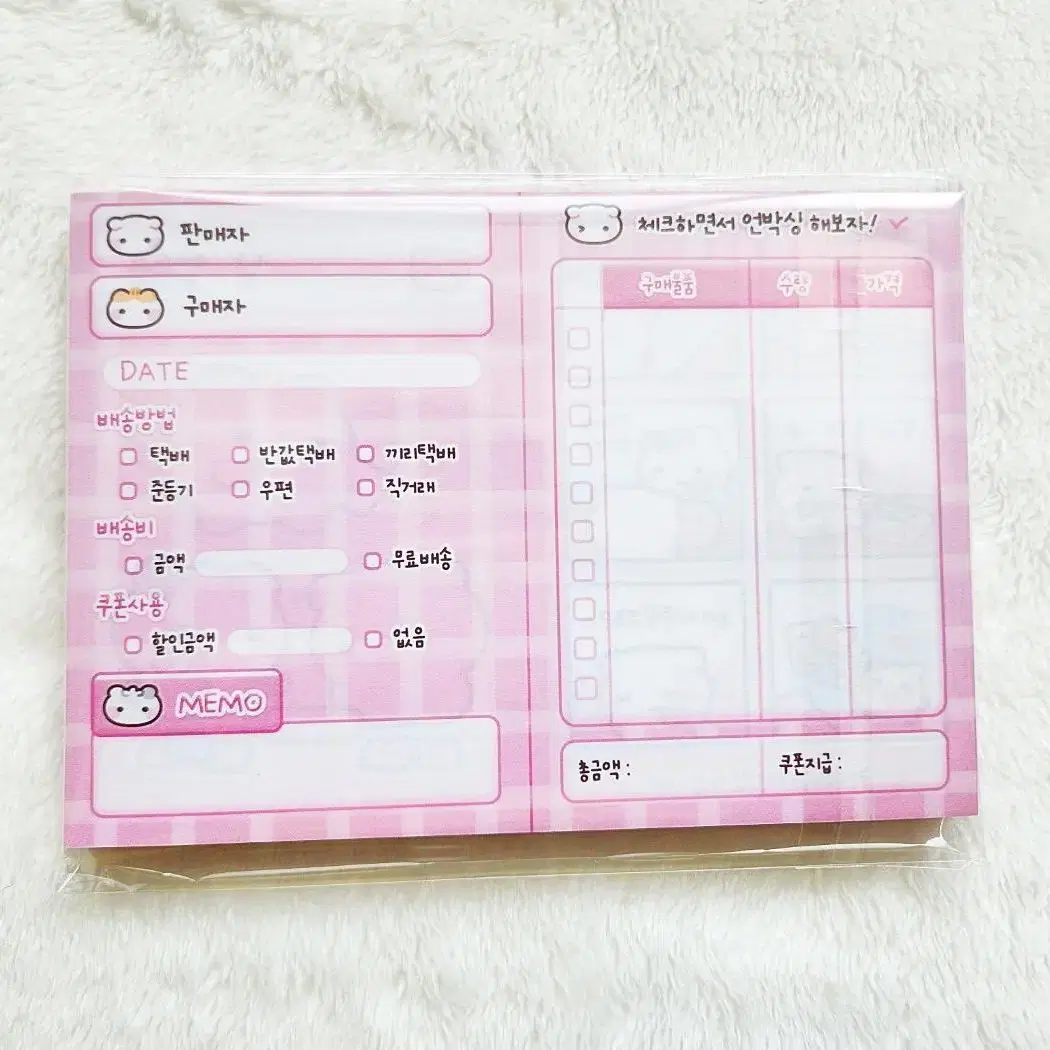 판매자
구매자
DATE
배송방법
택배 반값택배 끼리택배
준등기 우편 직거래
배송비
금액 무료배송
쿠폰사용
할인금액 없음
MEMO
체크하면서 언박싱 해보자!
구매물품 수량 가격
총금액 : 쿠폰지급 :